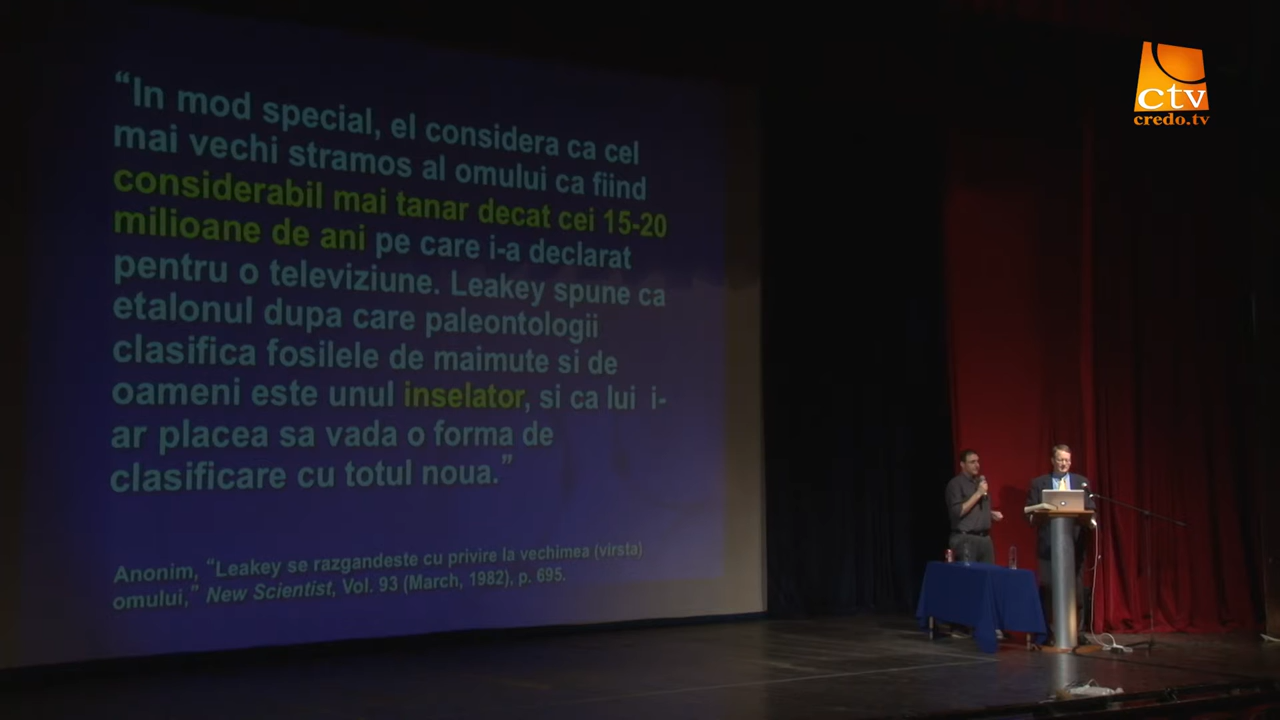 “In mod special, el considera ca cel
mai vechi stramos al omului ca fiind
considerabil mai tanar decat cei 15-20
milioane de ani pe care i-a declarat
pentru o televiziune. Leakey spune ca
etalonul dupa care paleontologii
clasifica fosilele de maimute si de
oameni este unul inselator, si ca lui i-
ar placea sa vada o forma de
clasificare cu totul noua.”
Anonim, “Leakey se razgandeste cu privire la vechimea (virsta)
omului,” New Scientist, Vol. 93 (March, 1982), p. 695.
ctv
credo.tv